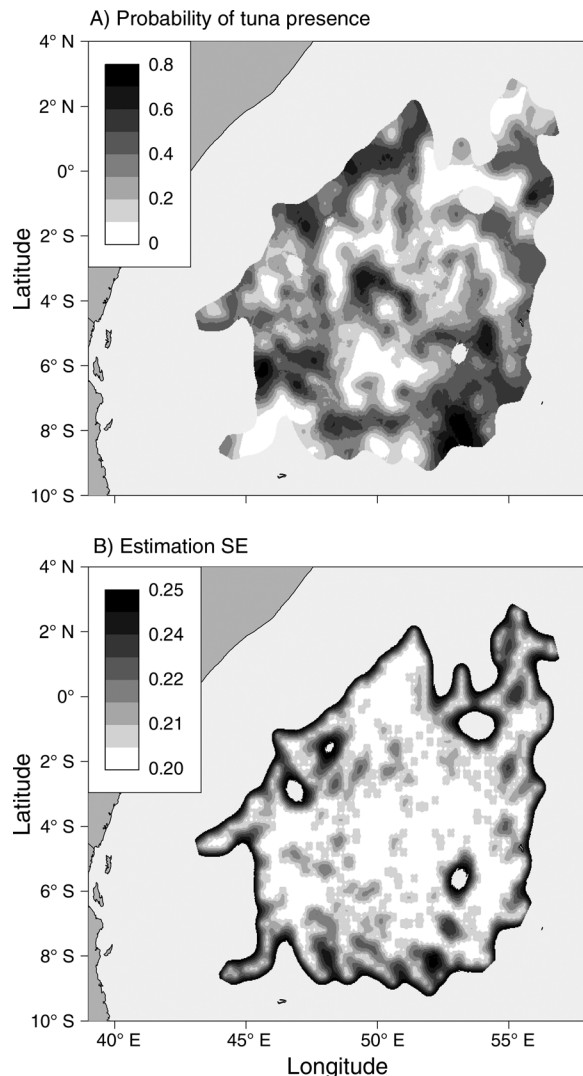 A) Probability of tuna presence
4° N
2° N
0°
2° S
4° S
6° S
8° S
10° S
Latitude
0.8
0.6
0.4
0.2
0
B) Estimation SE
4° N
2° N
0°
2° S
4° S
6° S
8° S
10° S
Latitude
0.25
0.24
0.22
0.21
0.20
40° E
45° E
50° E
55° E
Longitude